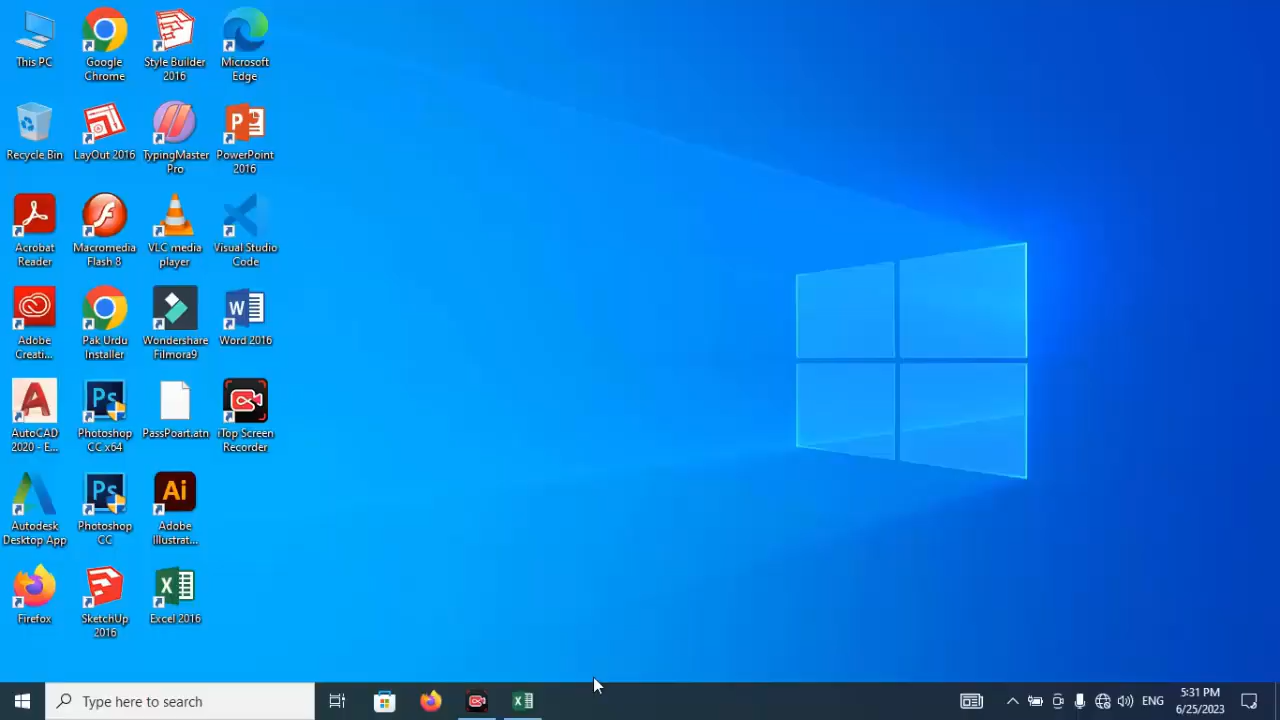 This PC
Google
Chrome
Style Builder
2016
Microsoft
Edge
Recycle Bin
LayOut 2016
TypingMaster
Pro
PowerPoint
2016
Acrobat
Reader
Macromedia
Flash 8
VLC media
player
Visual Studio
Code
Adobe
Creati...
Pak Urdu
Installer
Wondershare
Filmora9
Word 2016
AutoCAD
2020 - E...
Photoshop
CC x64
PassPoart.atn
iTop Screen
Recorder
Autodesk
Desktop App
Photoshop
CC
Adobe
Illustrat...
Firefox
SketchUp
2016
Excel 2016
Type here to search
ENG
5:31 PM
6/25/2023